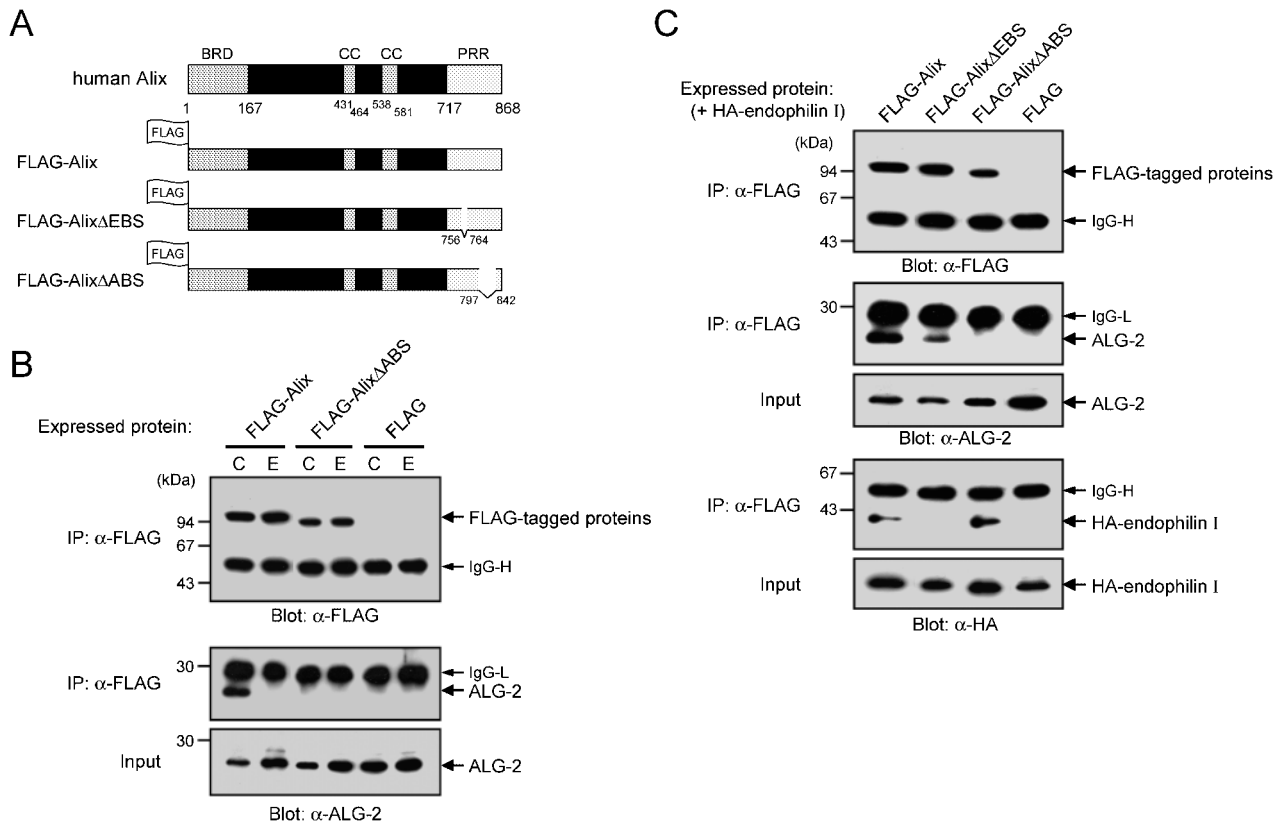 A
BRD CC CC PRR
human Alix
1 167 431 464 538 581 717 868
FLAG
FLAG-Alix
FLAG
FLAG-AlixΔEBS
756 764
FLAG
FLAG-AlixΔABS
797 842
B
Expressed protein:
FLAG-Alix
FLAG-AlixΔABS
FLAG
C E C E C E
(kDa)
94
67
43
IP: α-FLAG
FLAG-tagged proteins
IgG-H
Blot: α-FLAG
30
IP: α-FLAG
IgG-L
ALG-2
30
Input
ALG-2
Blot: α-ALG-2
C
Expressed protein:
(+ HA-endophilin I)
FLAG-Alix
FLAG-AlixΔEBS
FLAG-AlixΔABS
FLAG
(kDa)
94
67
43
IP: α-FLAG
FLAG-tagged proteins
IgG-H
Blot: α-FLAG
30
IP: α-FLAG
IgG-L
ALG-2
Input
ALG-2
Blot: α-ALG-2
67
43
IP: α-FLAG
IgG-H
HA-endophilin I
Input
HA-endophilin I
Blot: α-HA